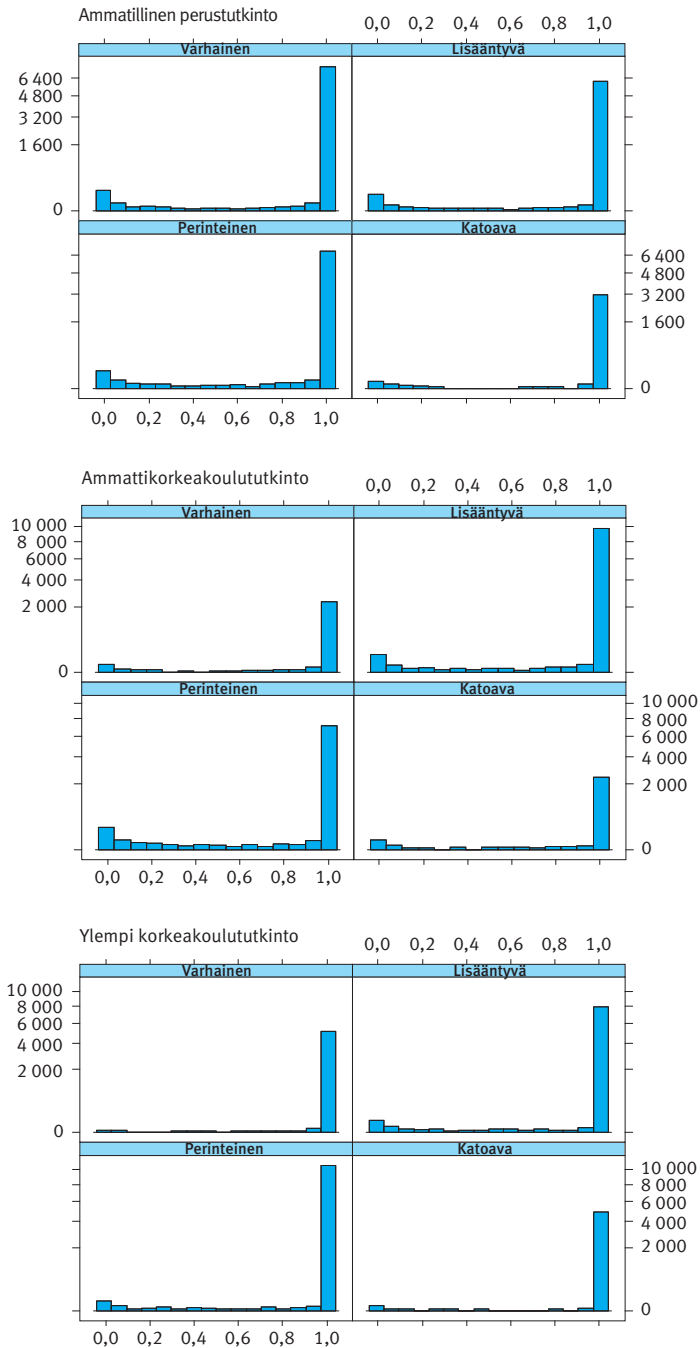 Ammatillinen perustutkinto
0,0 0,2 0,4 0,6 0,8 1,0
Varhainen Lisääntyvä
6 400
4 800
3 200
1 600
0
Perinteinen Katoava
6 400
4 800
3 200
1 600
0
0,0 0,2 0,4 0,6 0,8 1,0
Ammattikorkeakoulututkinto
0,0 0,2 0,4 0,6 0,8 1,0
Varhainen Lisääntyvä
10 000
8 000
6000
4 000
2 000
0
Perinteinen Katoava
10 000
8 000
6 000
4 000
2 000
0
0,0 0,2 0,4 0,6 0,8 1,0
Ylempi korkeakoulututkinto
0,0 0,2 0,4 0,6 0,8 1,0
Varhainen Lisääntyvä
10 000
8 000
6 000
4 000
2 000
0
Perinteinen Katoava
10 000
8 000
6 000
4 000
2 000
0
0,0 0,2 0,4 0,6 0,8 1,0